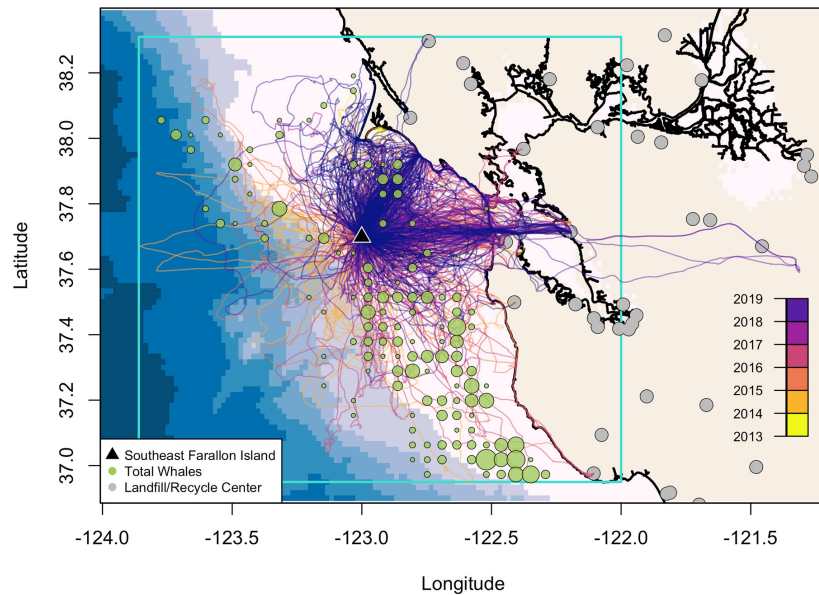 38.2
38.0
37.8
37.6
37.4
37.2
37.0
Latitude
2019
2018
2017
2016
2015
2014
2013
Southeast Farallon Island
Total Whales
Landfill/Recycle Center
-124.0 -123.5 -123.0 -122.5 -122.0 -121.5
Longitude